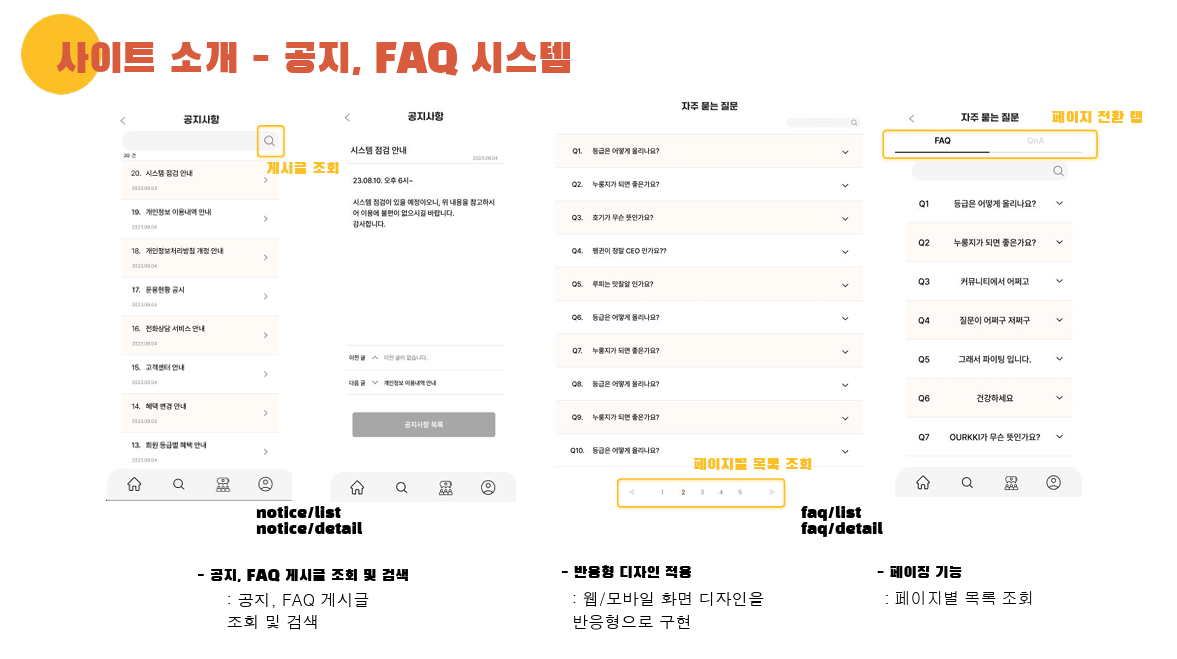 사이트 소개 - 공지, FAQ 시스템
공지사항
20 건
게시글 조회
20. 시스템 점검 안내
2023.08.04
19. 개인정보 이용내역 안내
2023.08.04
18. 개인정보처리방침 개정 안내
2023.08.04
17. 운용현황 공시
2023.08.04
16. 전화상담 서비스 안내
2023.08.04
15. 고객센터 안내
2023.08.04
14. 혜택 변경 안내
2023.08.04
13. 회원 등급별 혜택 안내
2023.08.04
공지사항
시스템 점검 안내
2023.08.04
23.08.10. 오후 6시~
시스템 점검이 있을 예정이오니, 위 내용을 참고하시
어 이용에 불편이 없으시길 바랍니다.
감사합니다.
이전 글 이전 글이 없습니다.
다음 글 개인정보 이용내역 안내
공지사항 목록
notice/list
notice/detail
자주 묻는 질문
Q1. 등급은 어떻게 올리나요?
Q2. 누룽지가 되면 좋은가요?
Q3. 호기가 무슨 뜻인가요?
Q4. 펭귄이 정말 CEO 인가요??
Q5. 루피는 맛잘알 인가요?
Q6. 등급은 어떻게 올리나요?
Q7. 누룽지가 되면 좋은가요?
Q8. 등급은 어떻게 올리나요?
Q9. 누룽지가 되면 좋은가요?
Q10. 등급은 어떻게 올리나요?
페이지별 목록 조회
1 2 3 4 5
자주 묻는 질문
페이지 전환 탭
FAQ QnA
Q1 등급은 어떻게 올리나요?
Q2 누룽지가 되면 좋은가요?
Q3 커뮤니티에서 어쩌고
Q4 질문이 어쩌구 저쩌구
Q5 그래서 파이팅 입니다.
Q6 건강하세요
Q7 OURKKI가 무슨 뜻인가요?
faq/list
faq/detail
- 공지, FAQ 게시글 조회 및 검색
: 공지, FAQ 게시글
조회 및 검색
- 반응형 디자인 적용
: 웹/모바일 화면 디자인을
반응형으로 구현
- 페이징 기능
: 페이지별 목록 조회